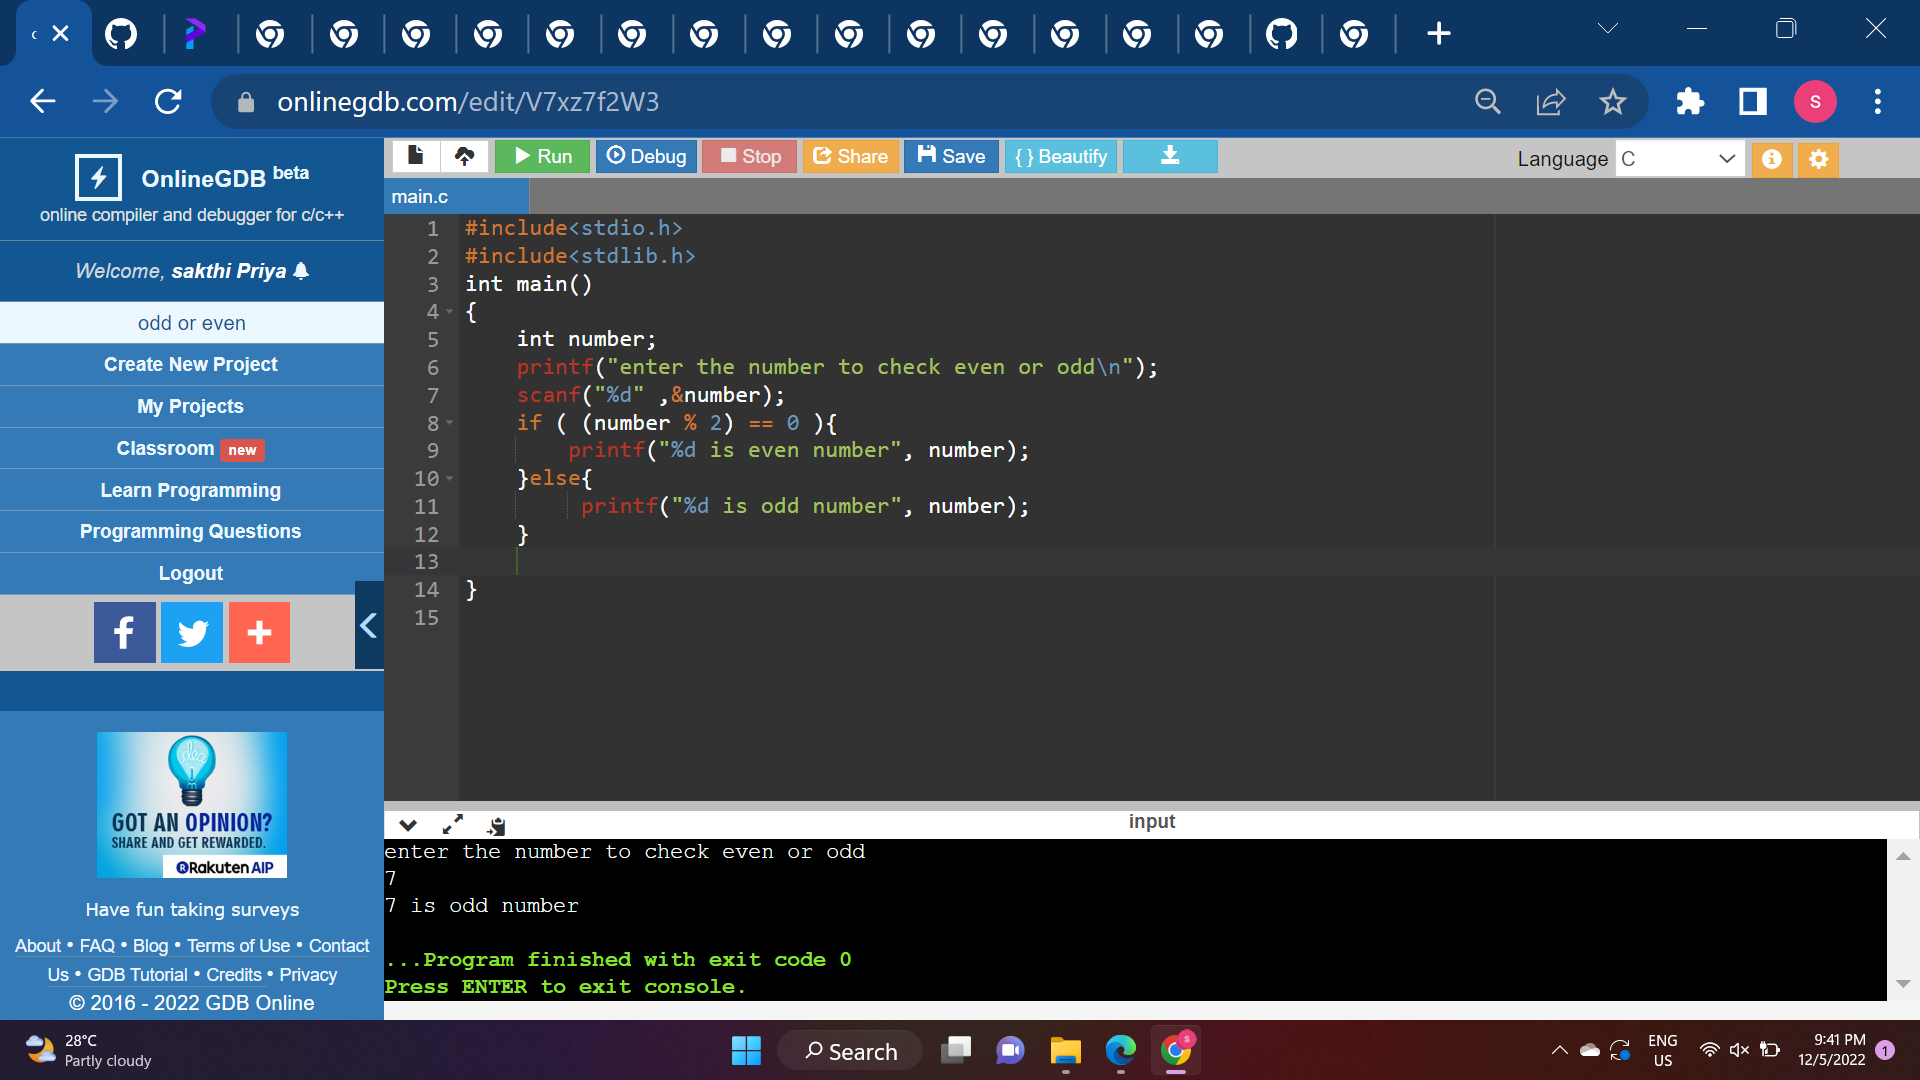 onlinegdb.com/edit/V7xz7f2W3
S
OnlineGDB beta
online compiler and debugger for c/c++
Welcome, sakthi Priya
odd or even
Create New Project
My Projects
Classroom new
Learn Programming
Programming Questions
Logout
idea
GOT AN OPINION?
SHARE AND GET REWARDED.
Rakuten AIP
Have fun taking surveys
About • FAQ • Blog • Terms of Use • Contact
Us • GDB Tutorial • Credits • Privacy
© 2016 - 2022 GDB Online
Run Debug Stop Share Save { } Beautify
Language C
main.c
1 #include<stdio.h>
2 #include<stdlib.h>
3 int main()
4 {
5 int number;
6 printf("enter the number to check even or odd\n");
7 scanf("%d" ,&number);
8 if ( (number % 2) == 0 ){
9 printf("%d is even number", number);
10 }else{
11 printf("%d is odd number", number);
12 }
13
14 }
15
input
enter the number to check even or odd
7
7 is odd number
...Program finished with exit code 0
Press ENTER to exit console.
28°C
Partly cloudy
Search
s
ENG
US
9:41 PM
12/5/2022
1